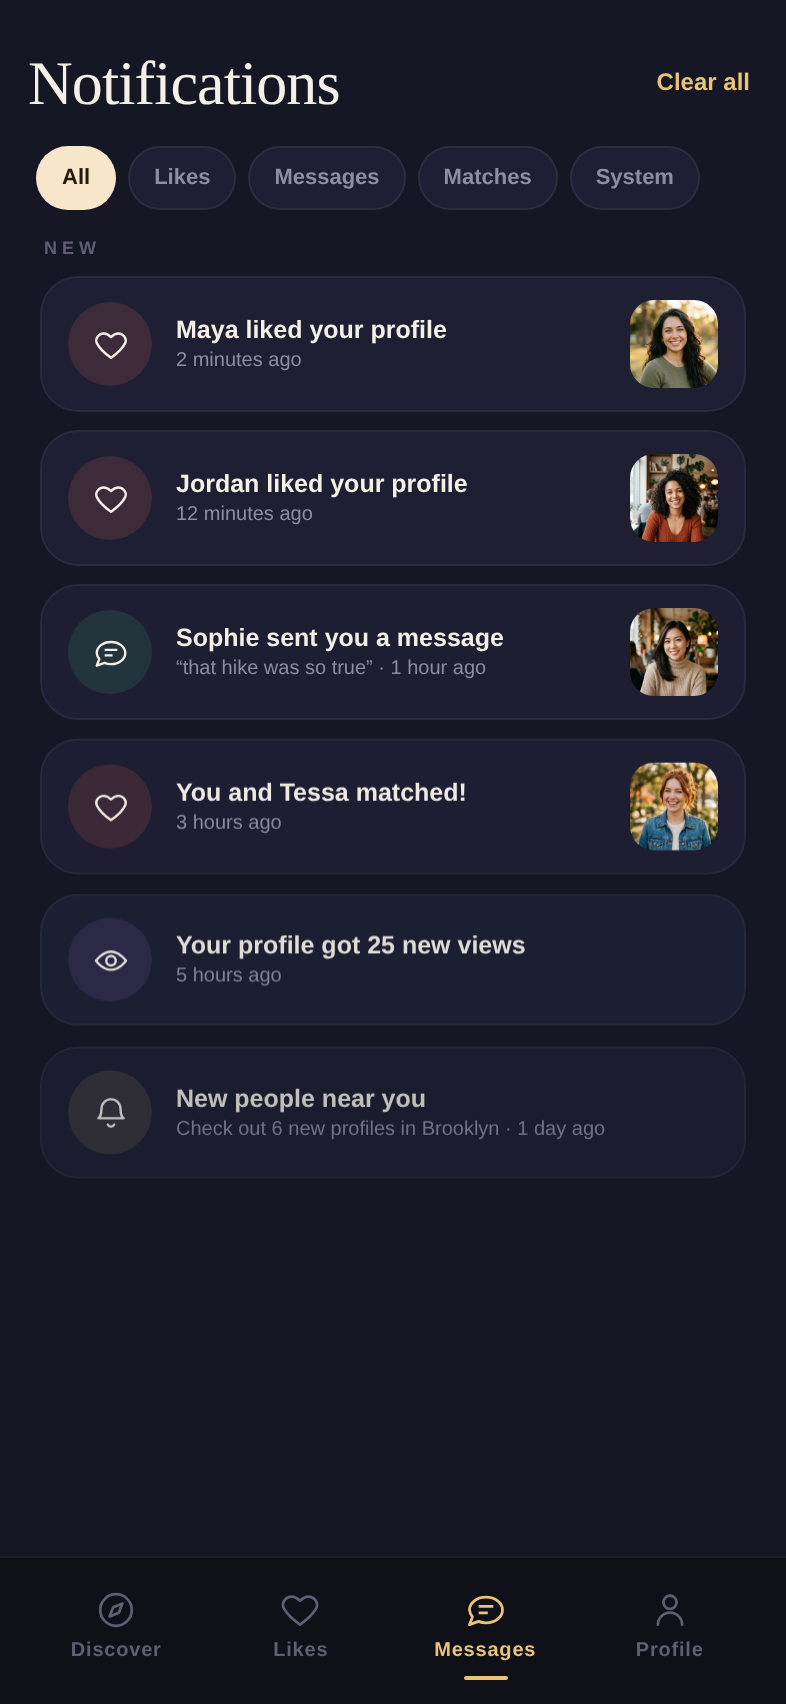 Notifications
Clear all
All
Likes
Messages
Matches
System
NEW
Maya liked your profile
2 minutes ago
Jordan liked your profile
12 minutes ago
Sophie sent you a message
“that hike was so true” · 1 hour ago
You and Tessa matched!
3 hours ago
Your profile got 25 new views
5 hours ago
New people near you
Check out 6 new profiles in Brooklyn · 1 day ago
Discover
Likes
Messages
Profile